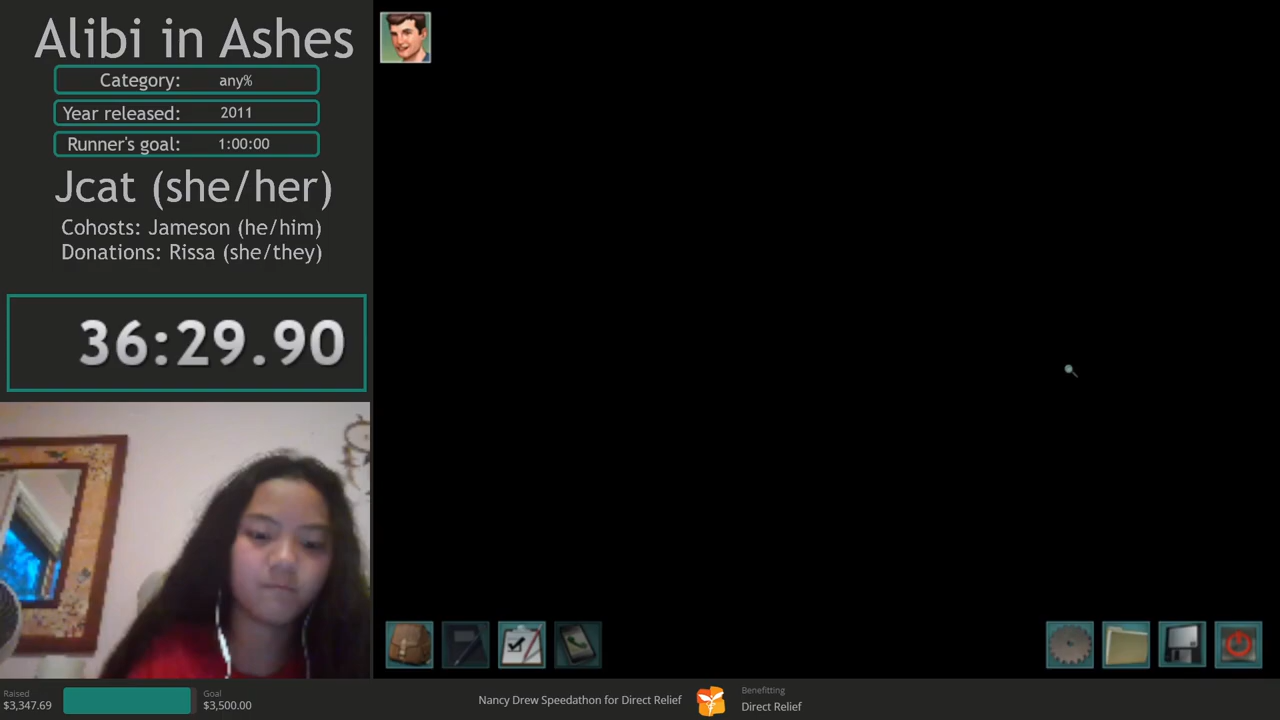 Alibi in Ashes
Category: any%
Year released: 2011
Runner's goal: 1:00:00
Jcat (she/her)
Cohosts: Jameson (he/him)
Donations: Rissa (she/they)
36:29.90
Raised
$3,347.69
Goal
$3,500.00
Nancy Drew Speedathon for Direct Relief
Benefitting
Direct Relief